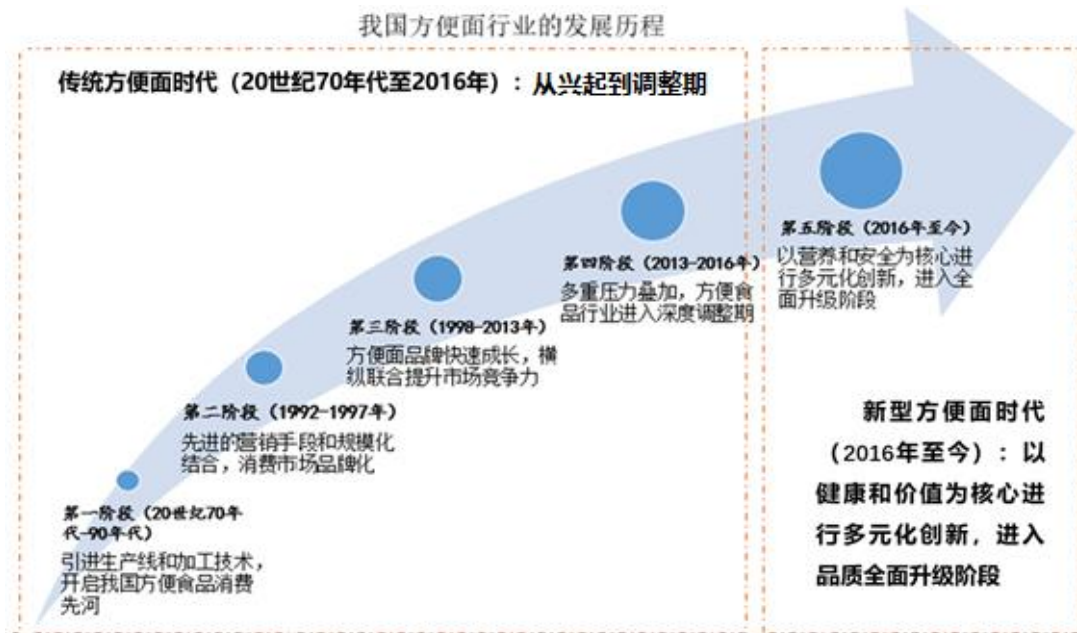 我国方便面行业的发展历程
传统方便面时代（20世纪70年代至2016年）：从兴起到调整期
第一阶段（20世纪70年
代-90年代）
引进生产线和加工技术，
开启我国方便食品消费
先河
第二阶段（1992-1997年）
先进的营销手段和规模化
结合，消费市场品牌化
第三阶段（1998-2013年）
方便面品牌快速成长，横
纵联合提升市场竞争力
第四阶段（2013-2016年）
多重压力叠加，方便食
品行业进入深度调整期
第五阶段（2016年至今）
以营养和安全为核心进
行多元化创新，进入全
面升级阶段
新型方便面时代
（2016年至今）：以
健康和价值为核心进
行多元化创新，进入
品质全面升级阶段